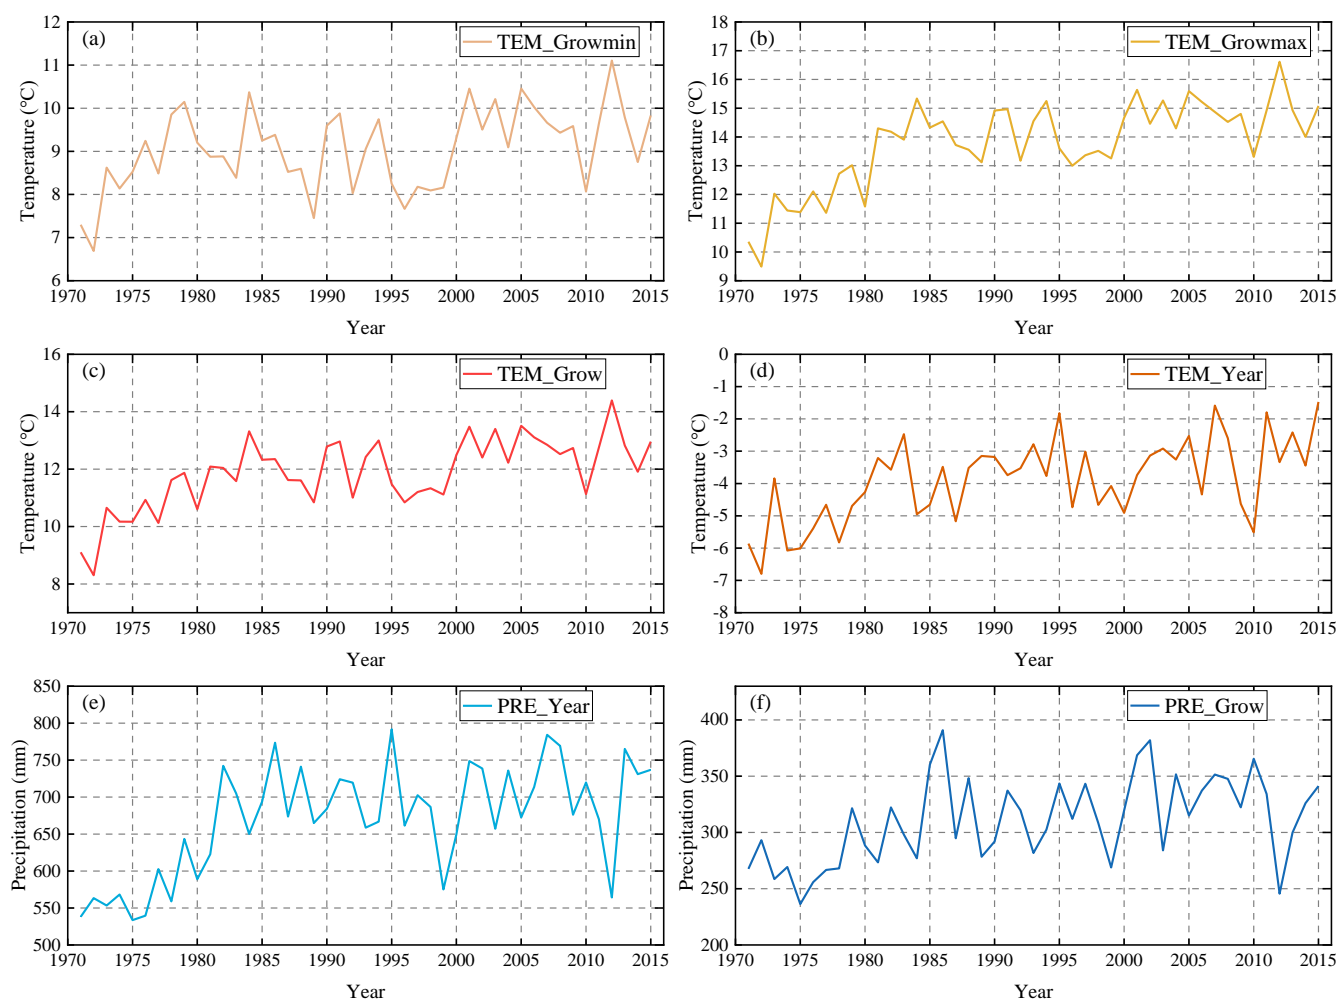 (a)
TEM_Growmin
Temperature (°C)
12
11
10
9
8
7
6
1970 1975 1980 1985 1990 1995 2000 2005 2010 2015
Year
(b)
TEM_Growmax
Temperature (°C)
18
17
16
15
14
13
12
11
10
9
1970 1975 1980 1985 1990 1995 2000 2005 2010 2015
Year
(c)
TEM_Grow
Temperature (°C)
16
14
12
10
8
1970 1975 1980 1985 1990 1995 2000 2005 2010 2015
Year
(d)
TEM_Year
Temperature (°C)
0
-1
-2
-3
-4
-5
-6
-7
-8
1970 1975 1980 1985 1990 1995 2000 2005 2010 2015
Year
(e)
PRE_Year
Precipitation (mm)
850
800
750
700
650
600
550
500
1970 1975 1980 1985 1990 1995 2000 2005 2010 2015
Year
(f)
PRE_Grow
Precipitation (mm)
400
350
300
250
200
1970 1975 1980 1985 1990 1995 2000 2005 2010 2015
Year